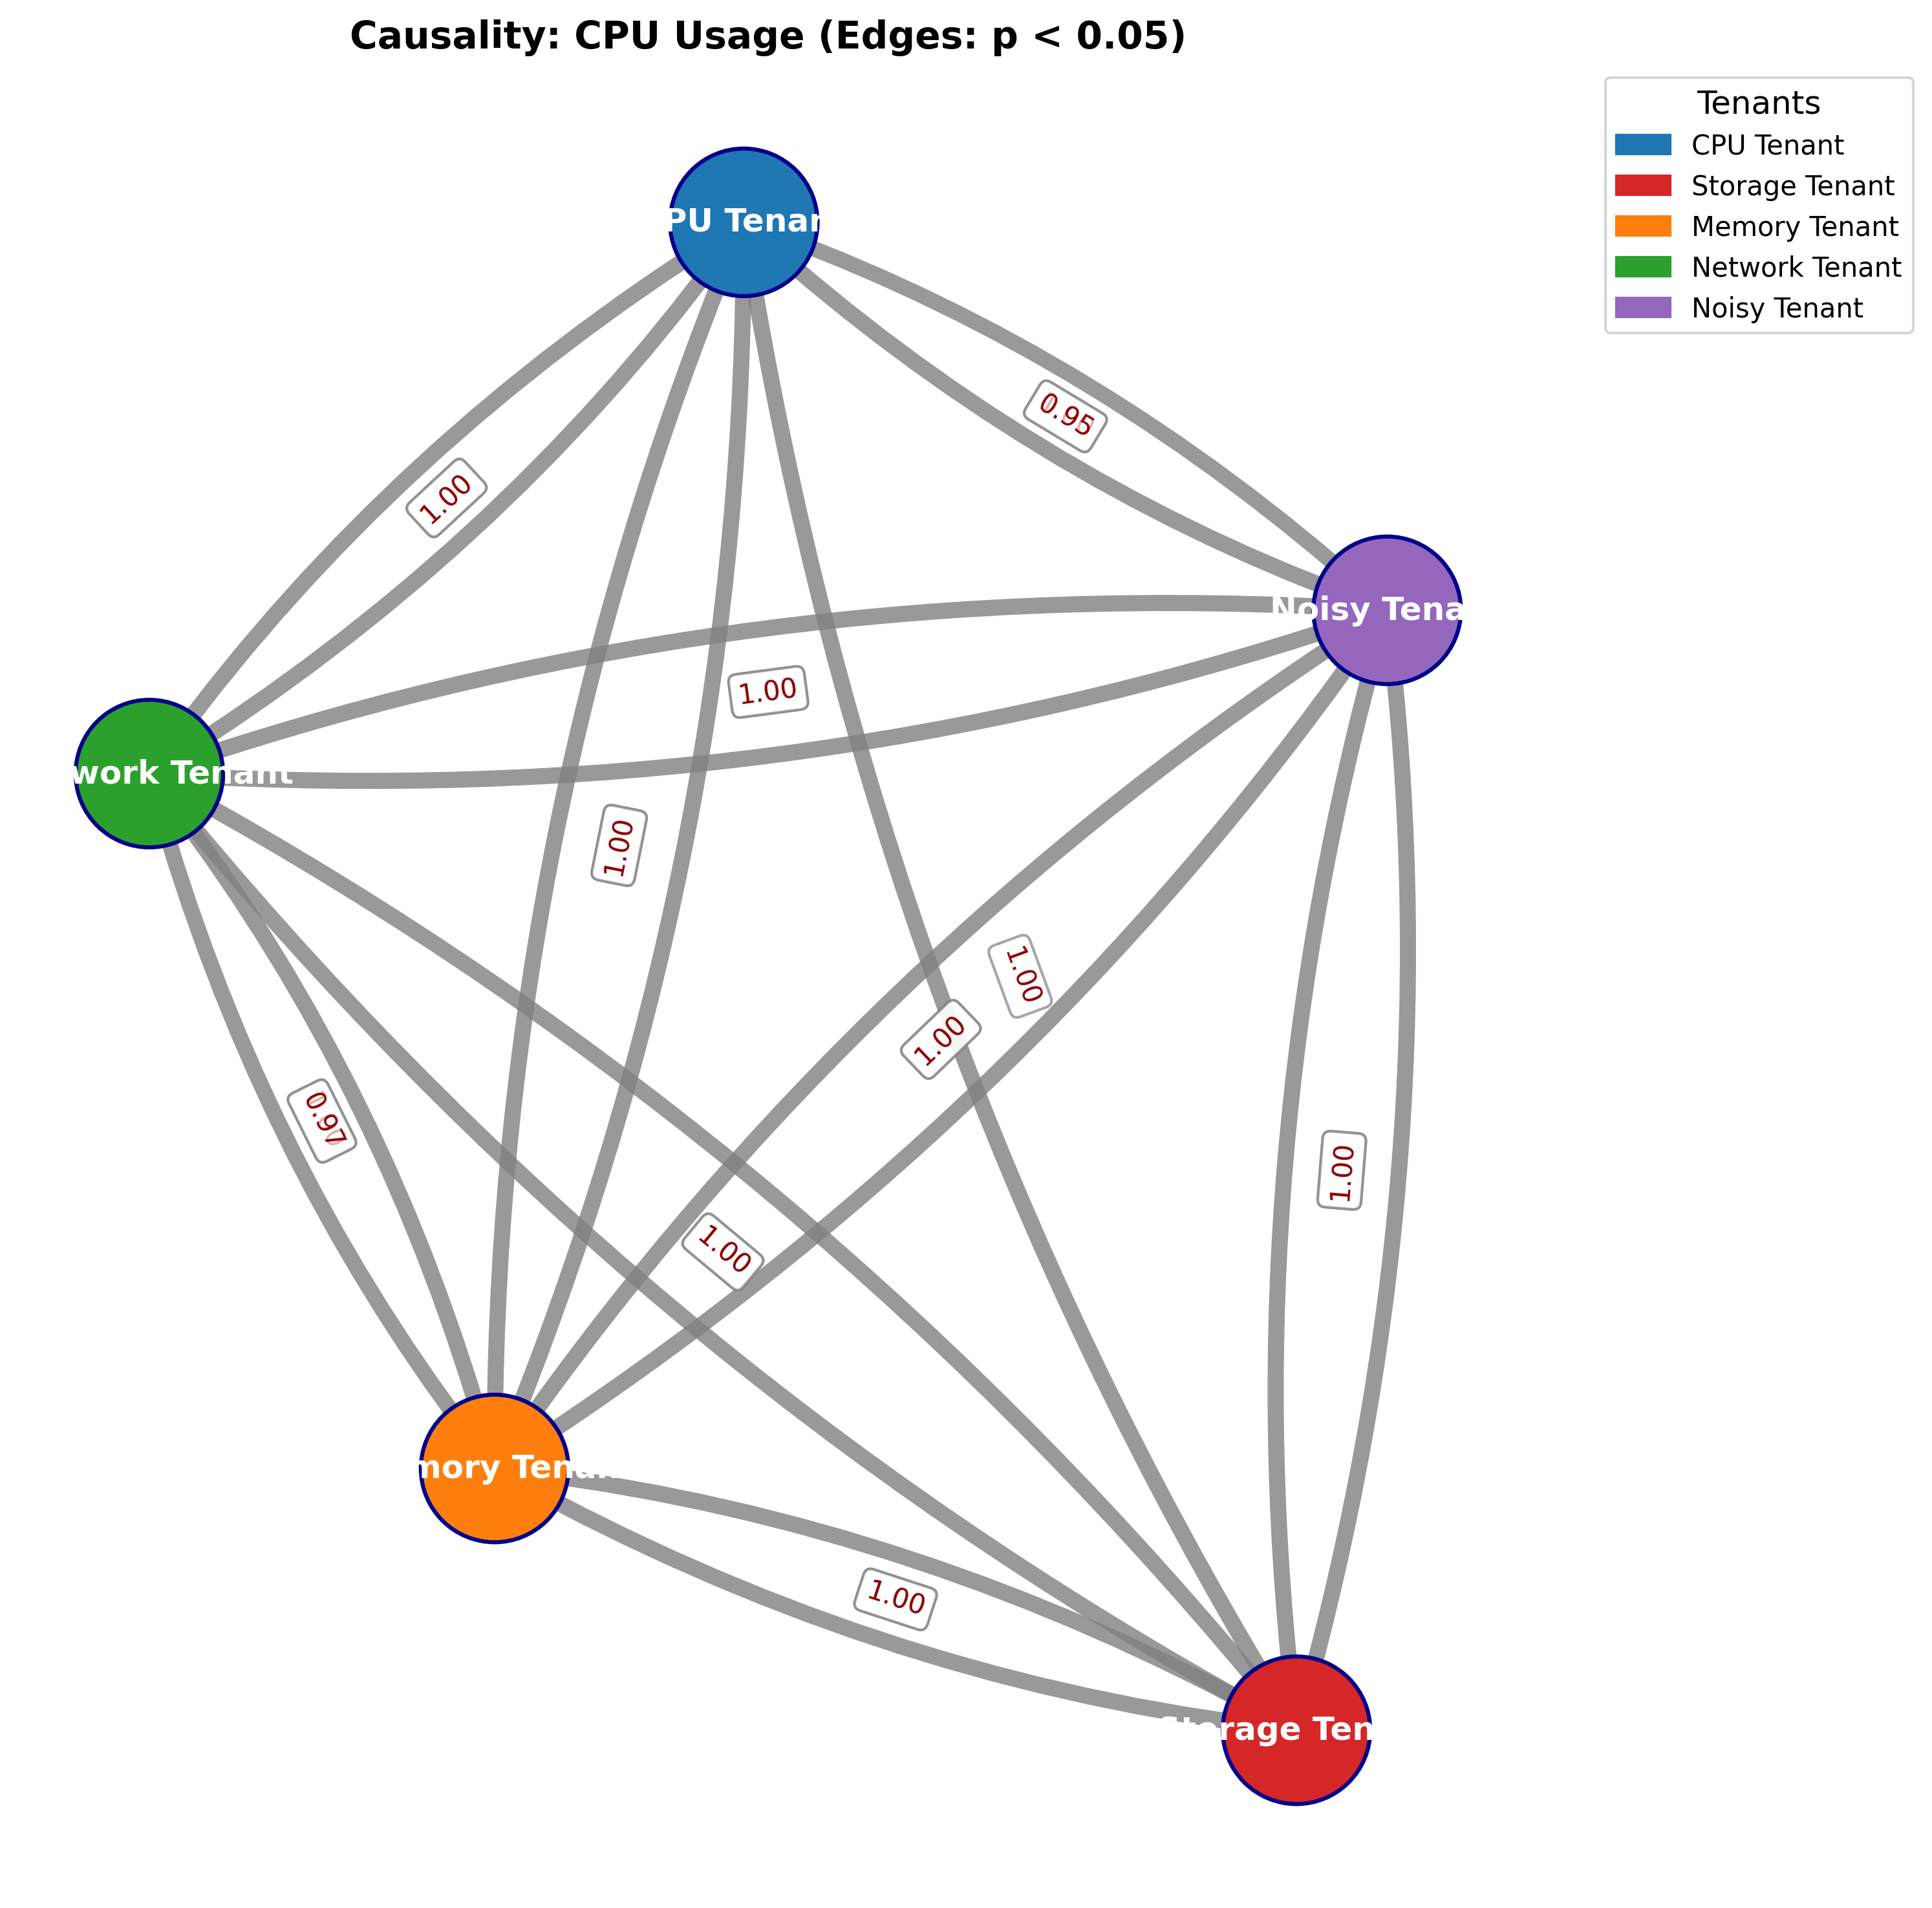 Causality: CPU Usage (Edges: p < 0.05)
Tenants
CPU Tenant
Storage Tenant
Memory Tenant
Network Tenant
Noisy Tenant
PU Tenan
0.95
1.00
Noisy Tena
1.00
work Tenant
1.00
1.00
1.00
0.97
1.00
1.00
mory Tenan
1.00
Storage Ten